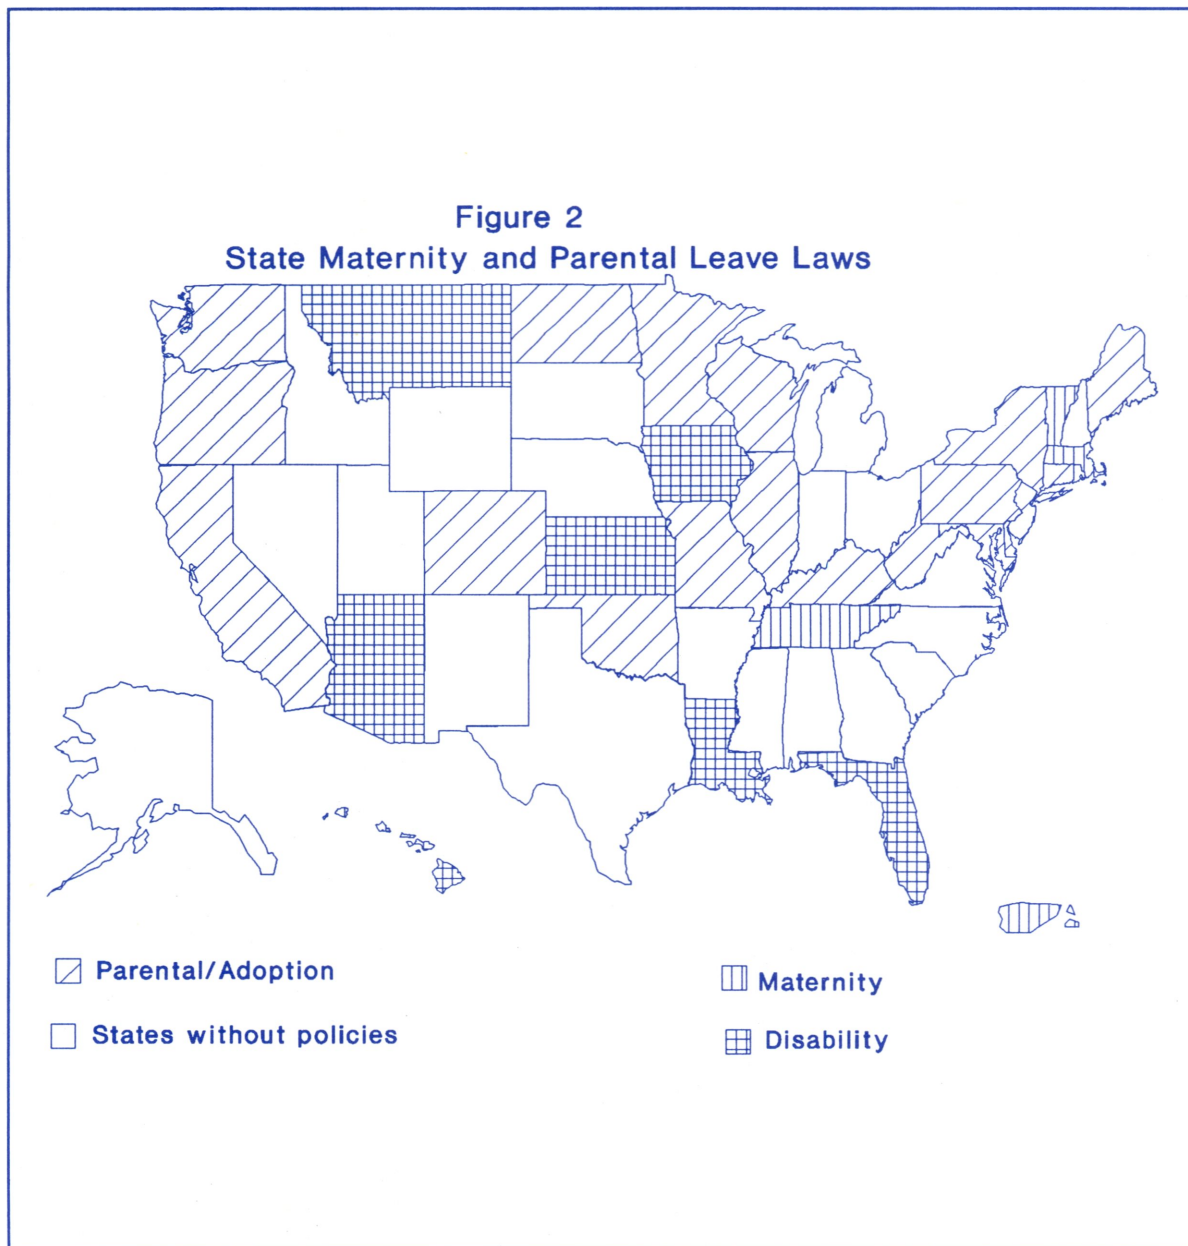 Figure 2
State Maternity and Parental Leave Laws
Parental/Adoption
Maternity
States without policies
Disability